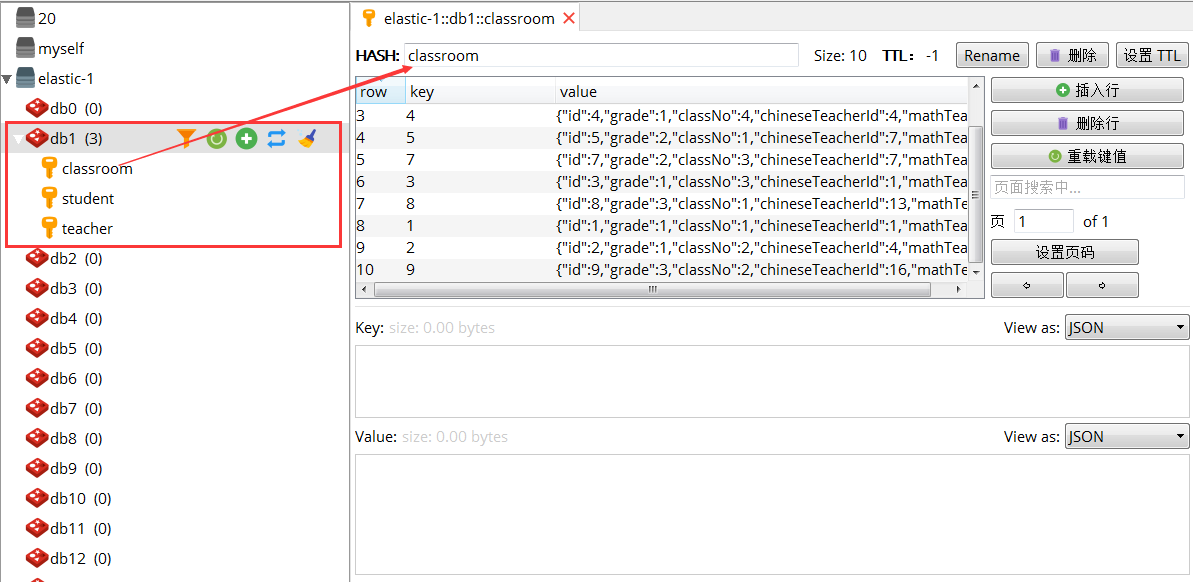 20
myself
elastic-1
db0 (0)
db1 (3)
classroom
student
teacher
db2 (0)
db3 (0)
db4 (0)
db5 (0)
db6 (0)
db7 (0)
db8 (0)
db9 (0)
db10 (0)
db11 (0)
db12 (0)
elastic-1::db1::classroom
HASH: classroom Size: 10 TTL： -1 Rename 删除 设置 TTL
row key value
3 4 {"id":4,"grade":1,"classNo":4,"chineseTeacherId":4,"mathTea
4 5 {"id":5,"grade":2,"classNo":1,"chineseTeacherId":7,"mathTea
5 7 {"id":7,"grade":2,"classNo":3,"chineseTeacherId":7,"mathTea
6 3 {"id":3,"grade":1,"classNo":3,"chineseTeacherId":1,"mathTea
7 8 {"id":8,"grade":3,"classNo":1,"chineseTeacherId":13,"mathTe
8 1 {"id":1,"grade":1,"classNo":1,"chineseTeacherId":1,"mathTea
9 2 {"id":2,"grade":1,"classNo":2,"chineseTeacherId":4,"mathTea
10 9 {"id":9,"grade":3,"classNo":2,"chineseTeacherId":16,"mathTe
插入行
删除行
重载键值
页面搜索中...
页 1 of 1
设置页码
Key: size: 0.00 bytes View as: JSON
Value: size: 0.00 bytes View as: JSON